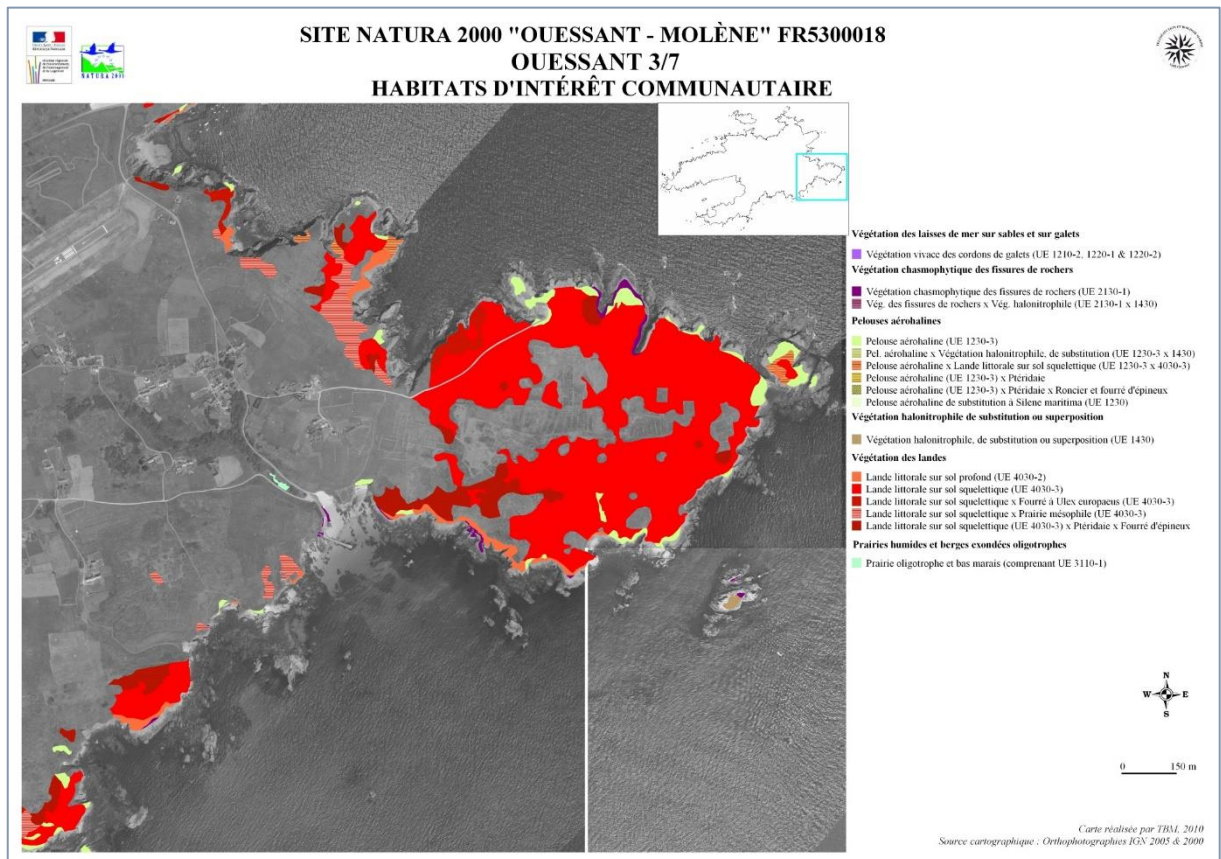 SITE NATURA 2000 "OUESSANT - MOLÈNE" FR5300018
OUESSANT 3/7
HABITATS D'INTÉRÊT COMMUNAUTAIRE
NATURA 2000
Végétation des laisses de mer sur sables et sur galets
Végétation vivace des cordons de galets (UE 1210-2, 1220-1 & 1220-2)
Végétation chasmophytique des fissures de rochers
Végétation chasmophytique des fissures de rochers (UE 2130-1)
Vég. des fissures de rochers x Vég. halonitrophile (UE 2130-1 x 1430)
Pelouses aérohalines
Pelouse aérohaline (UE 1230-3)
Pel. aérohaline x Végétation halonitrophile, de substitution (UE 1230-3 x 1430)
Pelouse aérohaline x Lande littorale sur sol squelettique (UE 1230-3 x 4030-3)
Pelouse aérohaline (UE 1230-3) x Ptéridaie
Pelouse aérohaline (UE 1230-3) x Ptéridaie x Roncier et fourré d'épineux
Pelouse aérohaline de substitution à Silene maritima (UE 1230)
Végétation halonitrophile de substitution ou superposition
Végétation halonitrophile, de substitution ou superposition (UE 1430)
Végétation des landes
Lande littorale sur sol profond (UE 4030-2)
Lande littorale sur sol squelettique (UE 4030-3)
Lande littorale sur sol squelettique x Fourré à Ulex europaeus (UE 4030-3)
Lande littorale sur sol squelettique x Prairie mésophile (UE 4030-3)
Lande littorale sur sol squelettique (UE 4030-3) x Ptéridaie x Fourré d'épineux
Prairies humides et berges exondées oligotrophes
Prairie oligotrophe et bas marais (comprenant UE 3110-1)
N
W E
S
0 150 m
Carte réalisée par TBM, 2010
Source cartographique : Orthophotographies IGN 2005 & 2000